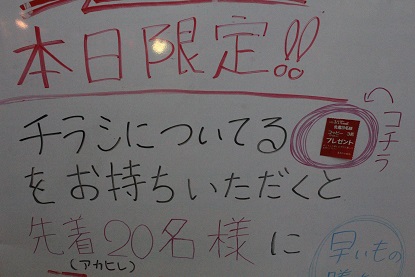 本日限定!!
チラシについてる
プレゼント
コチラ
をお持ちいただくと
先着20名様に
(アカヒレ)
早いもの